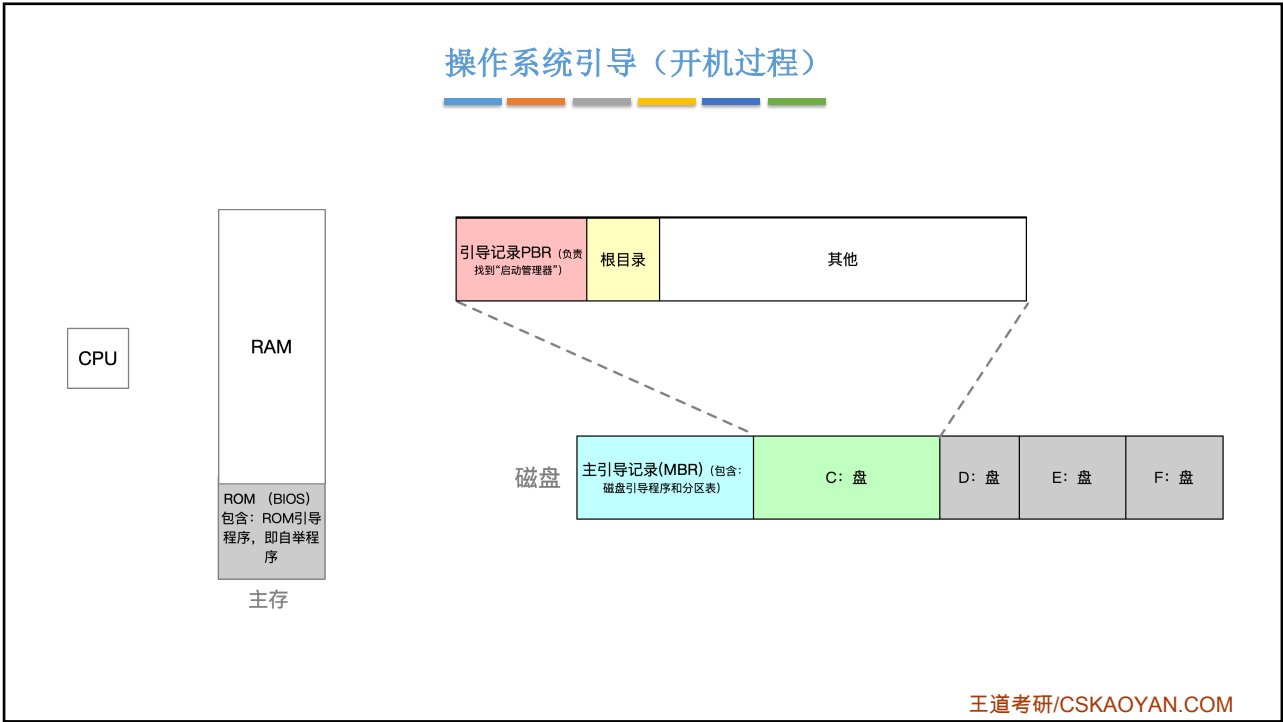 操作系统引导（开机过程）
引导记录PBR（负责
找到“启动管理器”）
根目录
其他
CPU
RAM
磁盘
主引导记录(MBR)（包含：
磁盘引导程序和分区表）
C：盘
D：盘
E：盘
F：盘
ROM （BIOS）
包含：ROM引导
程序，即自举程
序
主存
王道考研/CSKAOYAN.COM